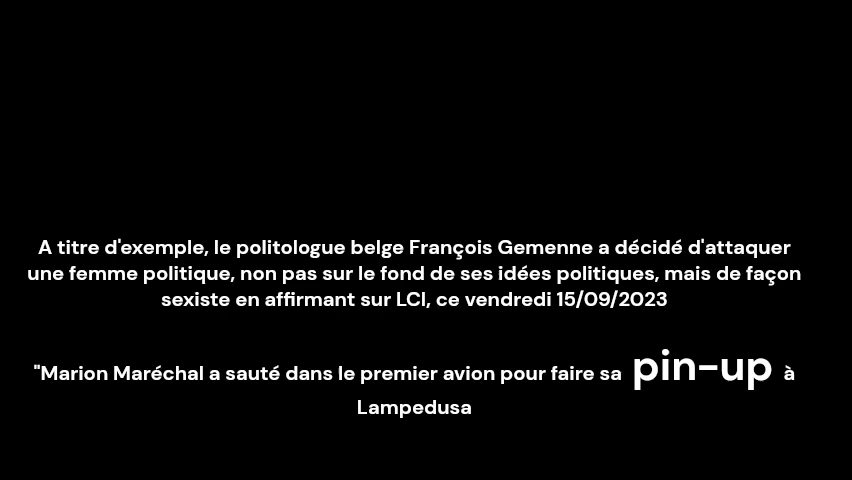 A titre d'exemple, le politologue belge François Gemenne a décidé d'attaquer
une femme politique, non pas sur le fond de ses idées politiques, mais de façon
sexiste en affirmant sur LCI, ce vendredi 15/09/2023
"Marion Maréchal a sauté dans le premier avion pour faire sa pin-up à
Lampedusa